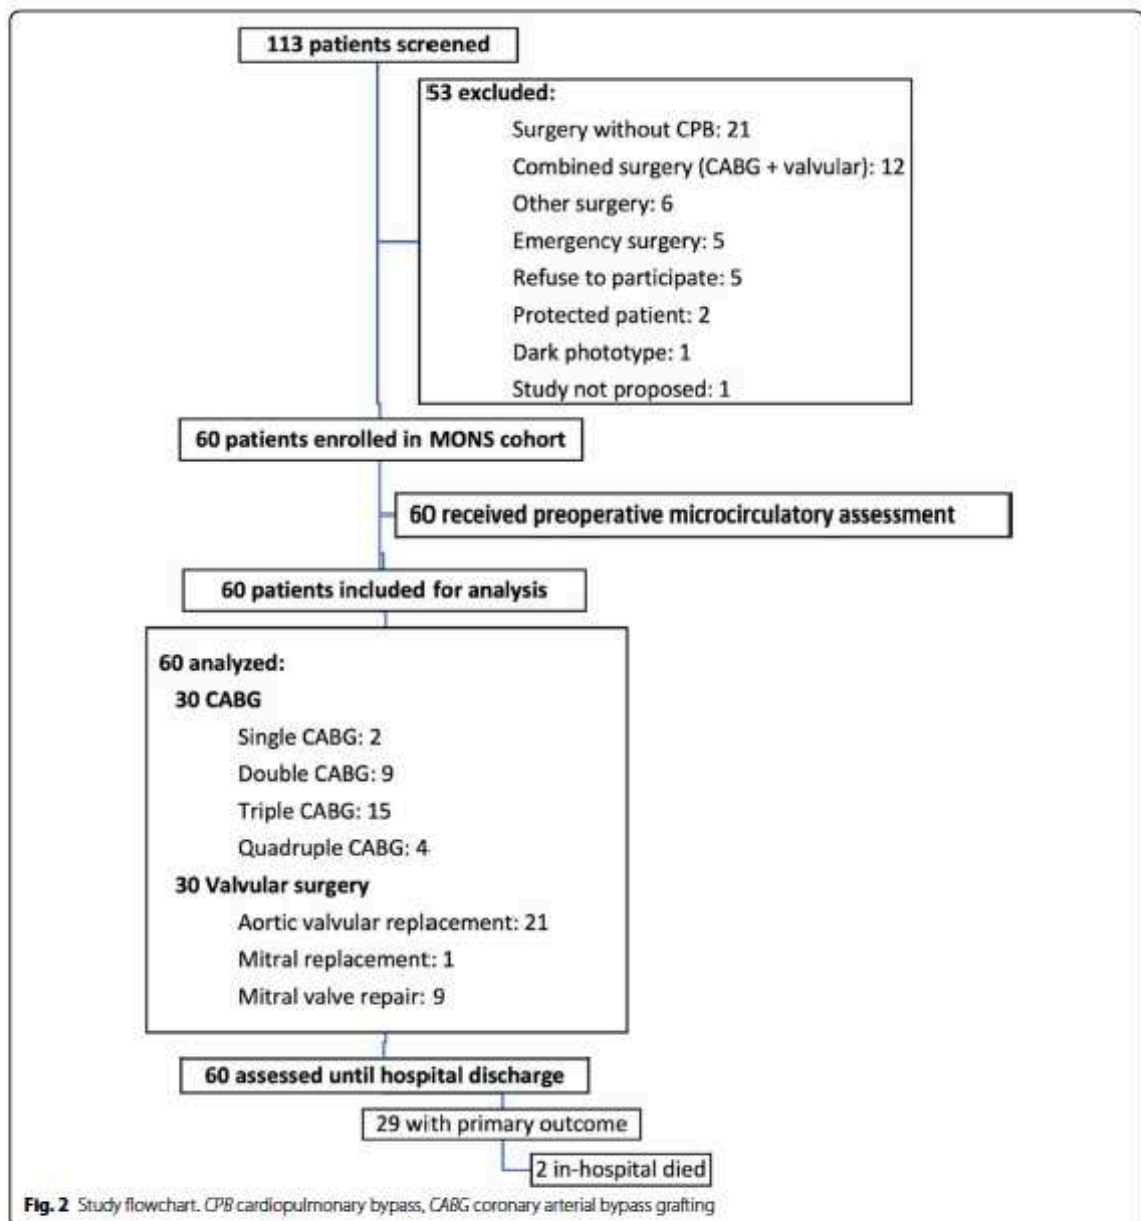 113 patients screened
53 excluded:
Surgery without CPB: 21
Combined surgery (CABG + valvular): 12
Other surgery: 6
Emergency surgery: 5
Refuse to participate: 5
Protected patient: 2
Dark phototype: 1
Study not proposed: 1
60 patients enrolled in MONS cohort
60 received preoperative microcirculatory assessment
60 patients included for analysis
60 analyzed:
30 CABG
Single CABG: 2
Double CABG: 9
Triple CABG: 15
Quadruple CABG: 4
30 Valvular surgery
Aortic valvular replacement: 21
Mitral replacement: 1
Mitral valve repair: 9
60 assessed until hospital discharge
29 with primary outcome
2 in-hospital died
Fig. 2 Study flowchart. CPB cardiopulmonary bypass, CABG coronary arterial bypass grafting